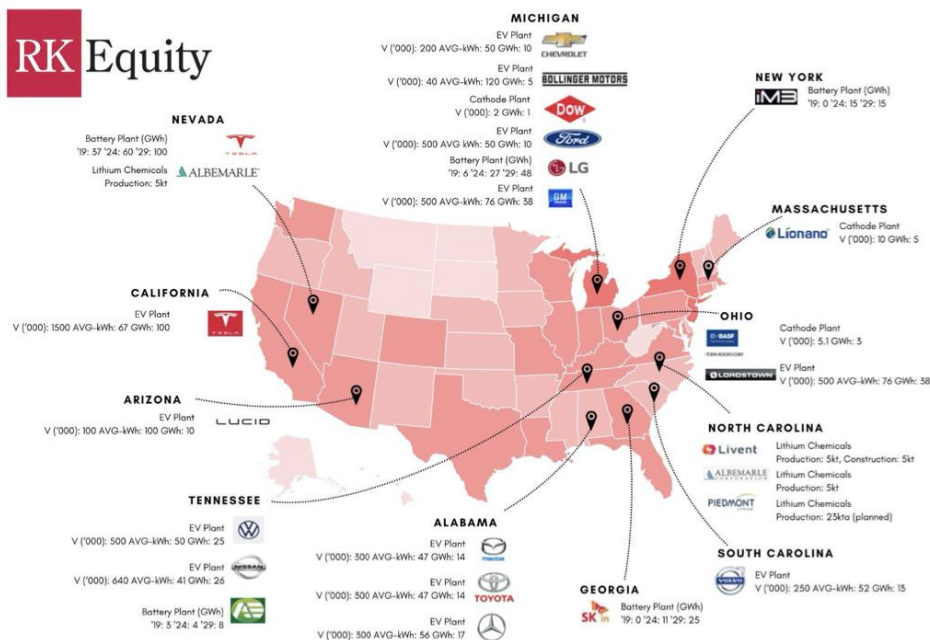 RK Equity
MICHIGAN
EV Plant
V ('000): 200 AVG-kWh: 50 GWh: 10
CHEVROLET
EV Plant
V ('000): 40 AVG-kWh: 120 GWh: 5
BOLLINGER MOTORS
Cathode Plant
V ('000): 2 GWh: 1
Dow
EV Plant
V ('000): 500 AVG-kWh: 50 GWh: 10
Ford
Battery Plant (GWh)
'19: 6 '24: 27 '29: 48
LG
EV Plant
V ('000): 500 AVG-kWh: 76 GWh: 38
GM
NEW YORK
iM3
Battery Plant (GWh)
'19: 0 '24: 15 '29: 15
NEVADA
Battery Plant (GWh)
'19: 37 '24: 60 '29: 100
TESLA
Lithium Chemicals
Production: 5kt
ALBEMARLE
MASSACHUSETTS
Lionano
Cathode Plant
V ('000): 10 GWh: 5
CALIFORNIA
EV Plant
V ('000): 1500 AVG-kWh: 67 GWh: 100
TESLA
OHIO
BASF
Cathode Plant
V ('000): 5,1 GWh: 3
LORDSTOWN
EV Plant
V ('000): 500 AVG-kWh: 76 GWh: 38
ARIZONA
EV Plant
V ('000): 100 AVG-kWh: 100 GWh: 10
LUCID
NORTH CAROLINA
Livent
Lithium Chemicals
Production: 5kt, Construction: 5kt
ALBEMARLE
CORPORATION
Lithium Chemicals
Production: 5kt
PIEDMONT
LITHIUM
Lithium Chemicals
Production: 23kta (planned)
TENNESSEE
EV Plant
V ('000): 500 AVG-kWh: 50 GWh: 25
EV Plant
V ('000): 640 AVG-kWh: 41 GWh: 26
NISSAN
Battery Plant (GWh)
'19: 3 '24: 4 '29: 8
ALABAMA
EV Plant
V ('000): 300 AVG-kWh: 47 GWh: 14
mazda
EV Plant
V ('000): 300 AVG-kWh: 47 GWh: 14
TOYOTA
EV Plant
V ('000): 300 AVG-kWh: 56 GWh: 17
GEORGIA
SK in
Battery Plant (GWh)
'19: 0 '24: 11 '29: 25
SOUTH CAROLINA
VOLVO
EV Plant
V ('000): 250 AVG-kWh: 52 GWh: 13